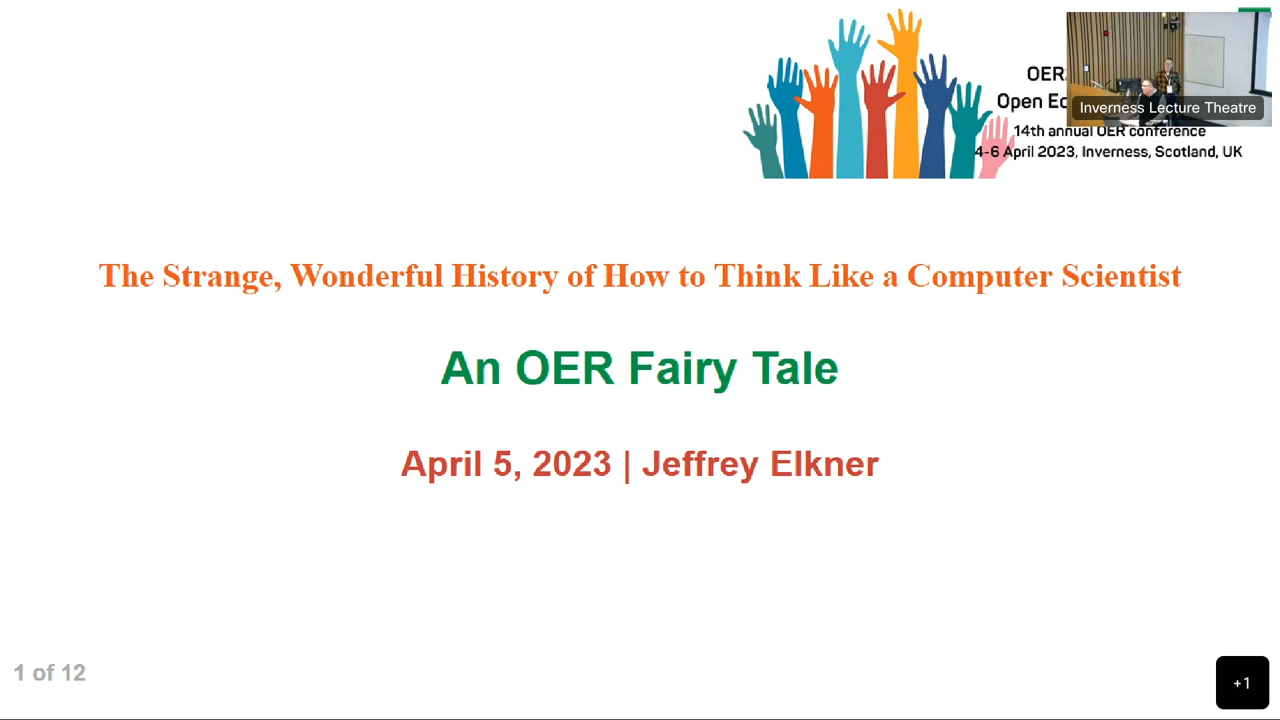 OER
Open Ed
Inverness Lecture Theatre
14th annual OER conference
4-6 April 2023, Inverness, Scotland, UK
The Strange, Wonderful History of How to Think Like a Computer Scientist
An OER Fairy Tale
April 5, 2023 | Jeffrey Elkner
1 of 12
+1